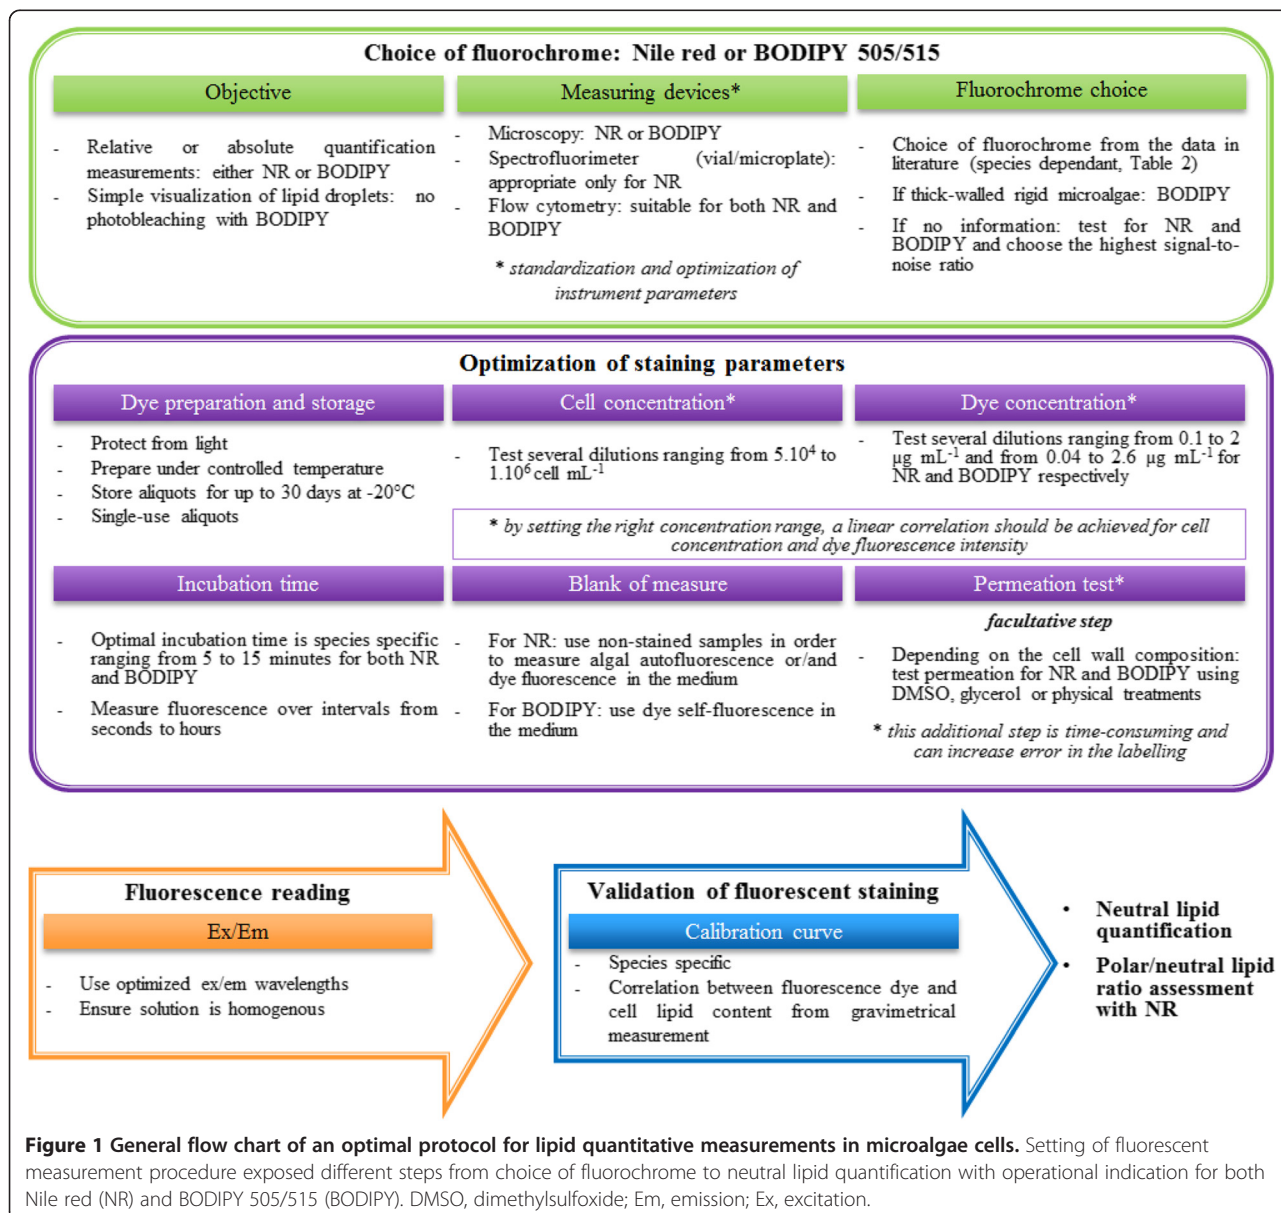 Choice of fluorochrome: Nile red or BODIPY 505/515
Objective
- Relative or absolute quantification
measurements: either NR or BODIPY
- Simple visualization of lipid droplets: no
photobleaching with BODIPY
Measuring devices*
- Microscopy: NR or BODIPY
- Spectrofluorimeter (vial/microplate):
appropriate only for NR
- Flow cytometry: suitable for both NR and
BODIPY
* standardization and optimization of
instrument parameters
Fluorochrome choice
- Choice of fluorochrome from the data in
literature (species dependant, Table 2)
- If thick-walled rigid microalgae: BODIPY
- If no information: test for NR and
BODIPY and choose the highest signal-to-
noise ratio
Optimization of staining parameters
Dye preparation and storage
- Protect from light
- Prepare under controlled temperature
- Store aliquots for up to 30 days at -20°C
- Single-use aliquots
Cell concentration*
- Test several dilutions ranging from 5.10⁴ to
1.10⁶ cell mL⁻¹
Dye concentration*
- Test several dilutions ranging from 0.1 to 2
µg mL⁻¹ and from 0.04 to 2.6 µg mL⁻¹ for
NR and BODIPY respectively
* by setting the right concentration range, a linear correlation should be achieved for cell
concentration and dye fluorescence intensity
Incubation time
- Optimal incubation time is species specific
ranging from 5 to 15 minutes for both NR
and BODIPY
- Measure fluorescence over intervals from
seconds to hours
Blank of measure
- For NR: use non-stained samples in order
to measure algal autofluorescence or/and
dye fluorescence in the medium
- For BODIPY: use dye self-fluorescence in
the medium
Permeation test*
facultative step
- Depending on the cell wall composition:
test permeation for NR and BODIPY using
DMSO, glycerol or physical treatments
* this additional step is time-consuming and
can increase error in the labelling
Fluorescence reading
Ex/Em
- Use optimized ex/em wavelengths
- Ensure solution is homogenous
Validation of fluorescent staining
Calibration curve
- Species specific
- Correlation between fluorescence dye and
cell lipid content from gravimetrical
measurement
• Neutral lipid
quantification
• Polar/neutral lipid
ratio assessment
with NR
Figure 1 General flow chart of an optimal protocol for lipid quantitative measurements in microalgae cells. Setting of fluorescent
measurement procedure exposed different steps from choice of fluorochrome to neutral lipid quantification with operational indication for both
Nile red (NR) and BODIPY 505/515 (BODIPY). DMSO, dimethylsulfoxide; Em, emission; Ex, excitation.